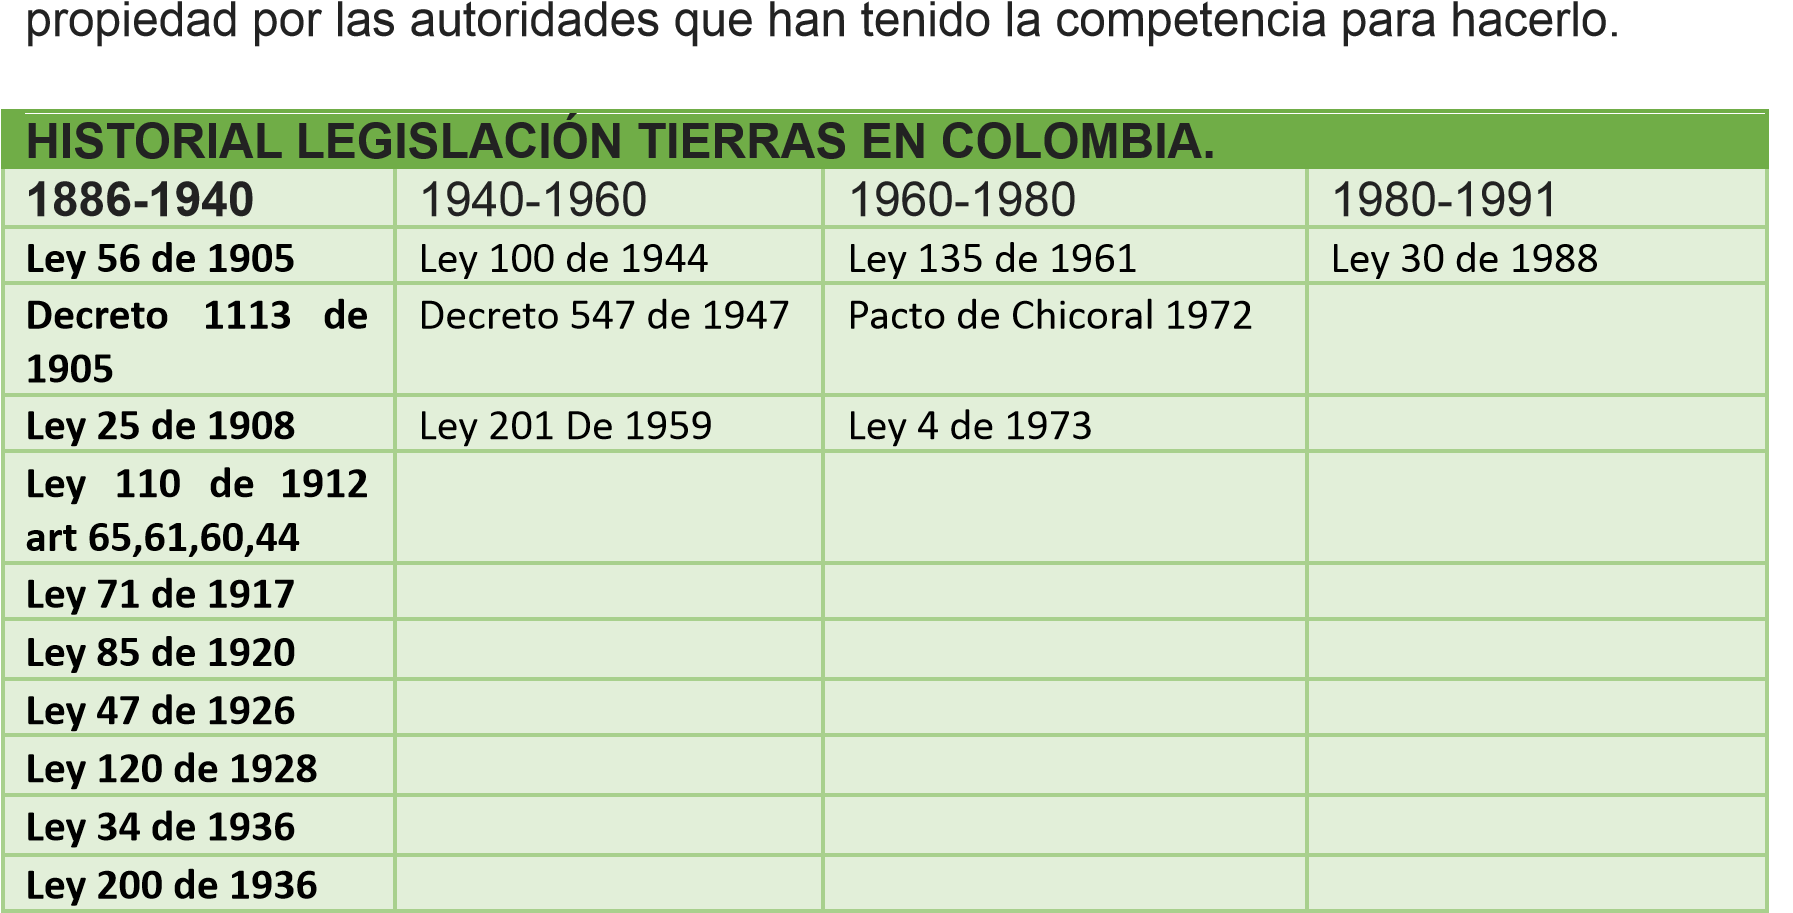 propiedad por las autoridades que han tenido la competencia para hacerlo.
HISTORIAL LEGISLACIÓN TIERRAS EN COLOMBIA.
1886-1940 1940-1960 1960-1980 1980-1991
Ley 56 de 1905 Ley 100 de 1944 Ley 135 de 1961 Ley 30 de 1988
Decreto 1113 de Decreto 547 de 1947 Pacto de Chicoral 1972
1905
Ley 25 de 1908 Ley 201 De 1959 Ley 4 de 1973
Ley 110 de 1912
art 65,61,60,44
Ley 71 de 1917
Ley 85 de 1920
Ley 47 de 1926
Ley 120 de 1928
Ley 34 de 1936
Ley 200 de 1936